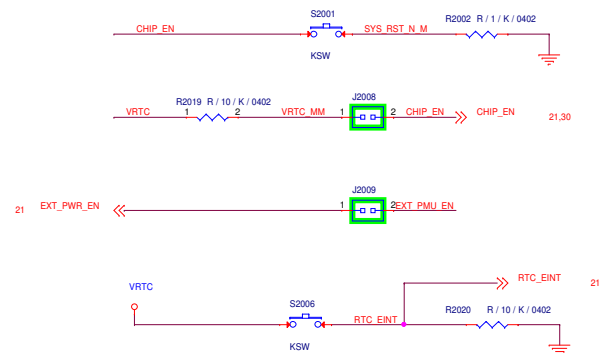 S2001
CHIP_EN
SYS_RST_N_M
R2002 R / 1 / K / 0402
KSW
R2019 R / 10 / K / 0402
J2008
VRTC 1 2 VRTC_MM 1 2 CHIP_EN CHIP_EN 21,30
J2009
21 EXT_PWR_EN 1 2 EXT_PMU_EN
RTC_EINT 21
VRTC
S2006
RTC_EINT
R2020 R / 10 / K / 0402
KSW